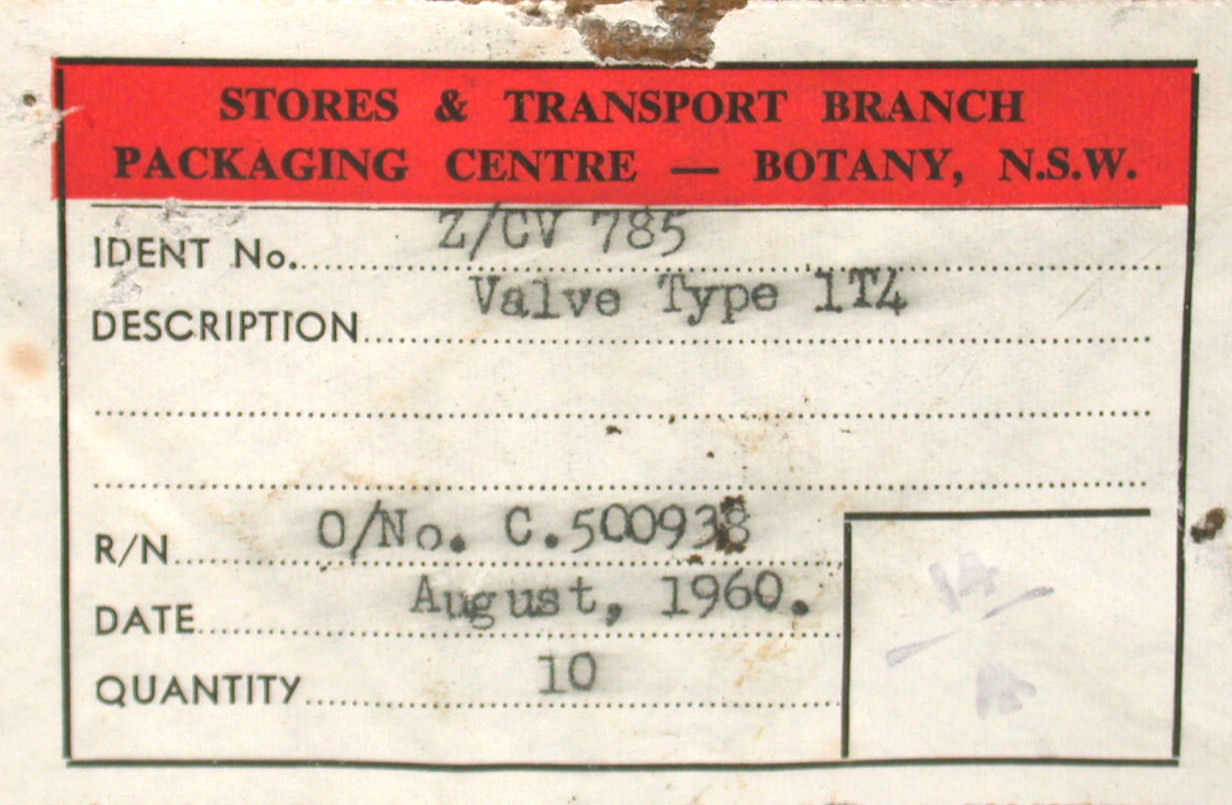 STORES & TRANSPORT BRANCH
PACKAGING CENTRE — BOTANY, N.S.W.
IDENT No. Z/CV 785
DESCRIPTION Valve Type 1T4
R/N O/No. C.500938
DATE August, 1960.
QUANTITY 10